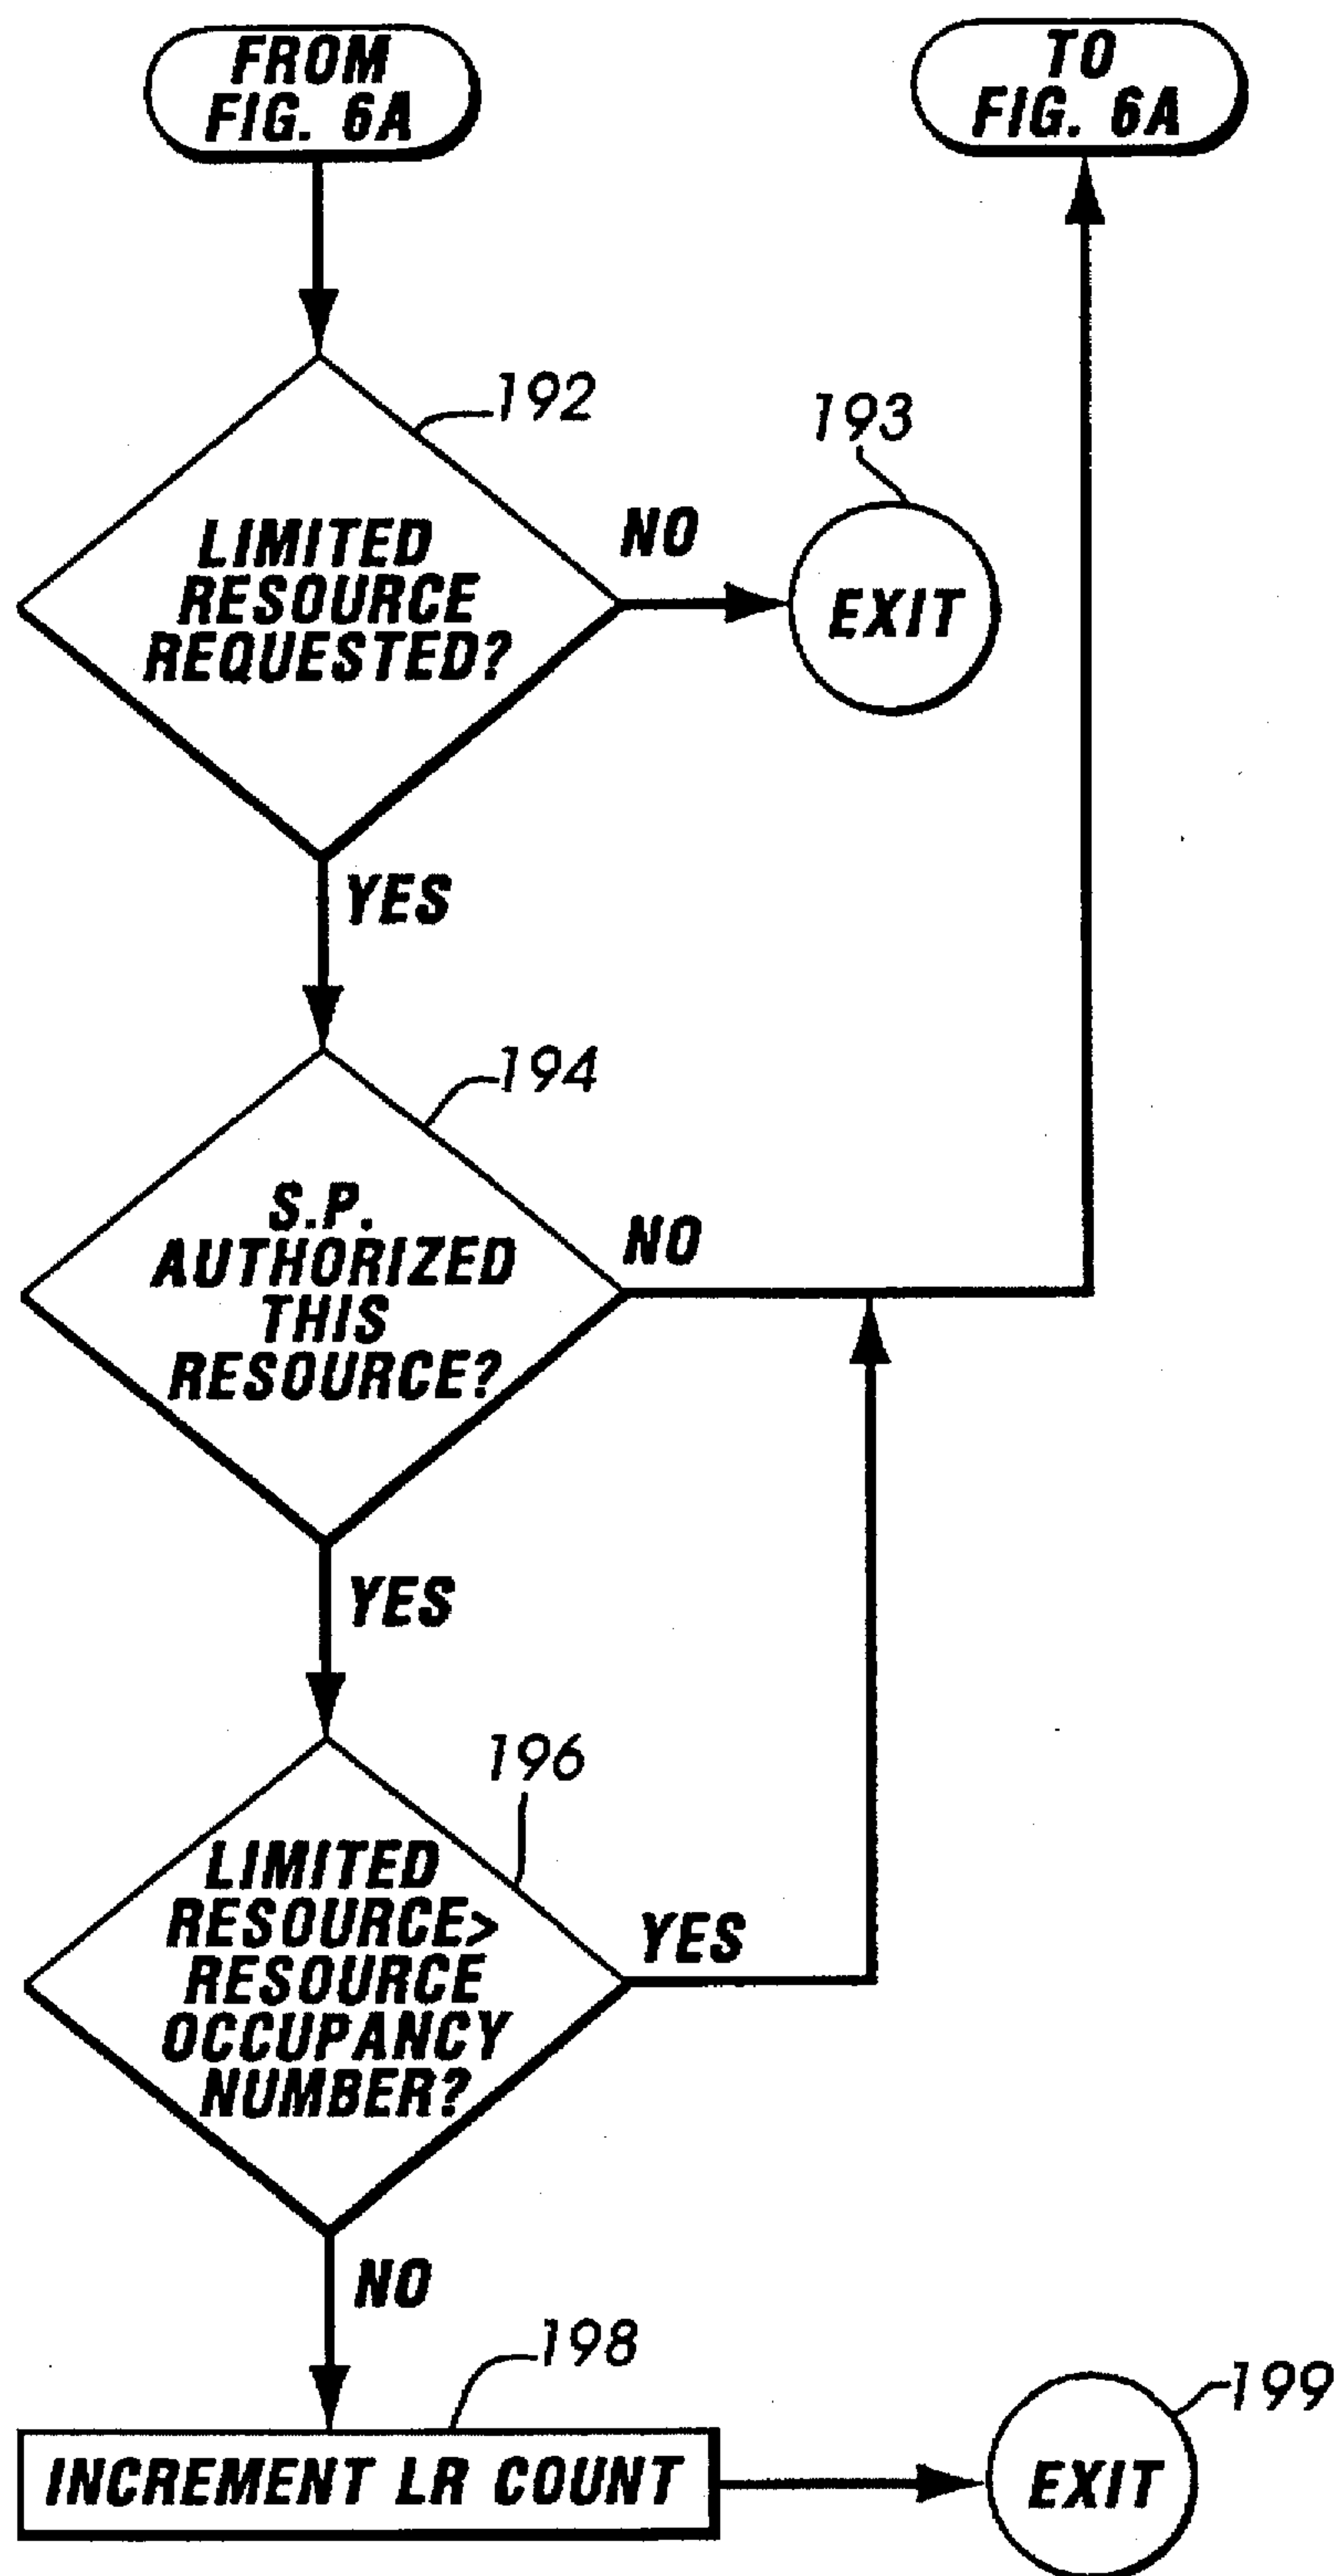 FROM
FIG. 6A
TO
FIG. 6A
192
LIMITED
RESOURCE
REQUESTED?
NO
193
EXIT
YES
194
S.P.
AUTHORIZED
THIS
RESOURCE?
NO
YES
196
LIMITED
RESOURCE>
RESOURCE
OCCUPANCY
NUMBER?
YES
NO
198
INCREMENT LR COUNT
199
EXIT